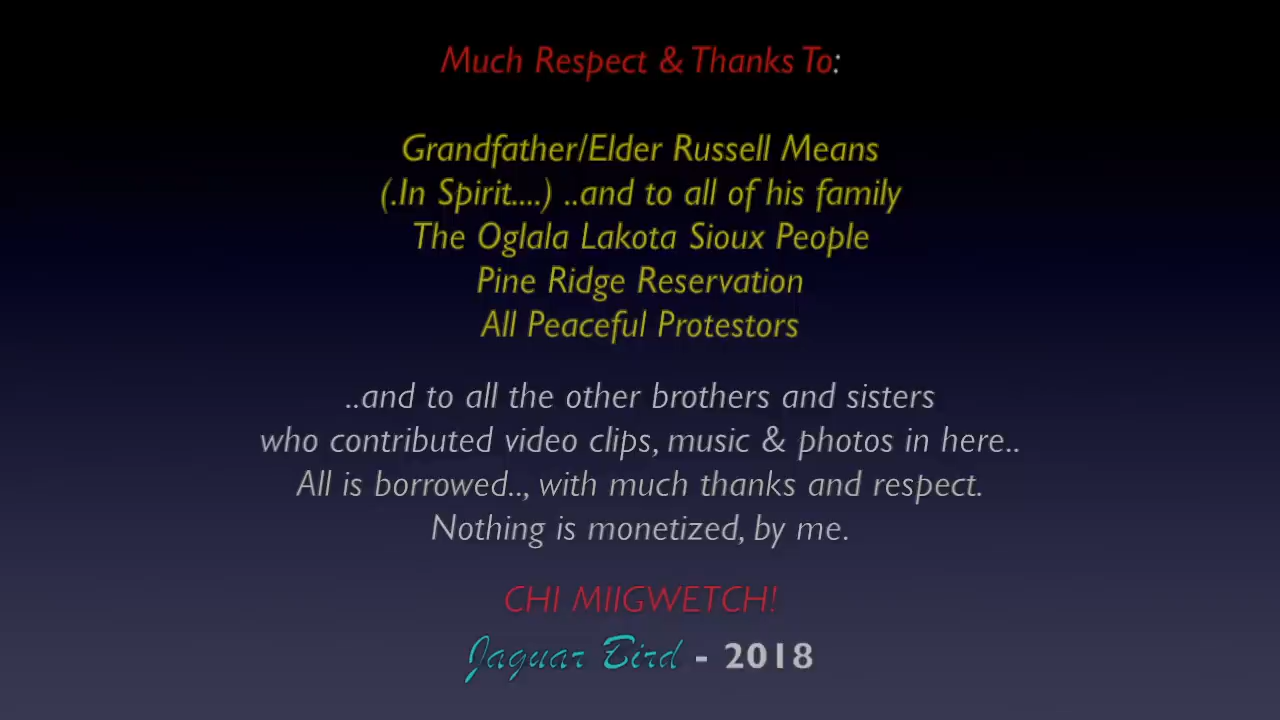 Much Respect & Thanks To:
Grandfather/Elder Russell Means
(.In Spirit....) ..and to all of his family
The Oglala Lakota Sioux People
Pine Ridge Reservation
All Peaceful Protestors
..and to all the other brothers and sisters
who contributed video clips, music & photos in here..
All is borrowed.., with much thanks and respect.
Nothing is monetized, by me.
CHI MIIGWETCH!
Jaguar Bird - 2018